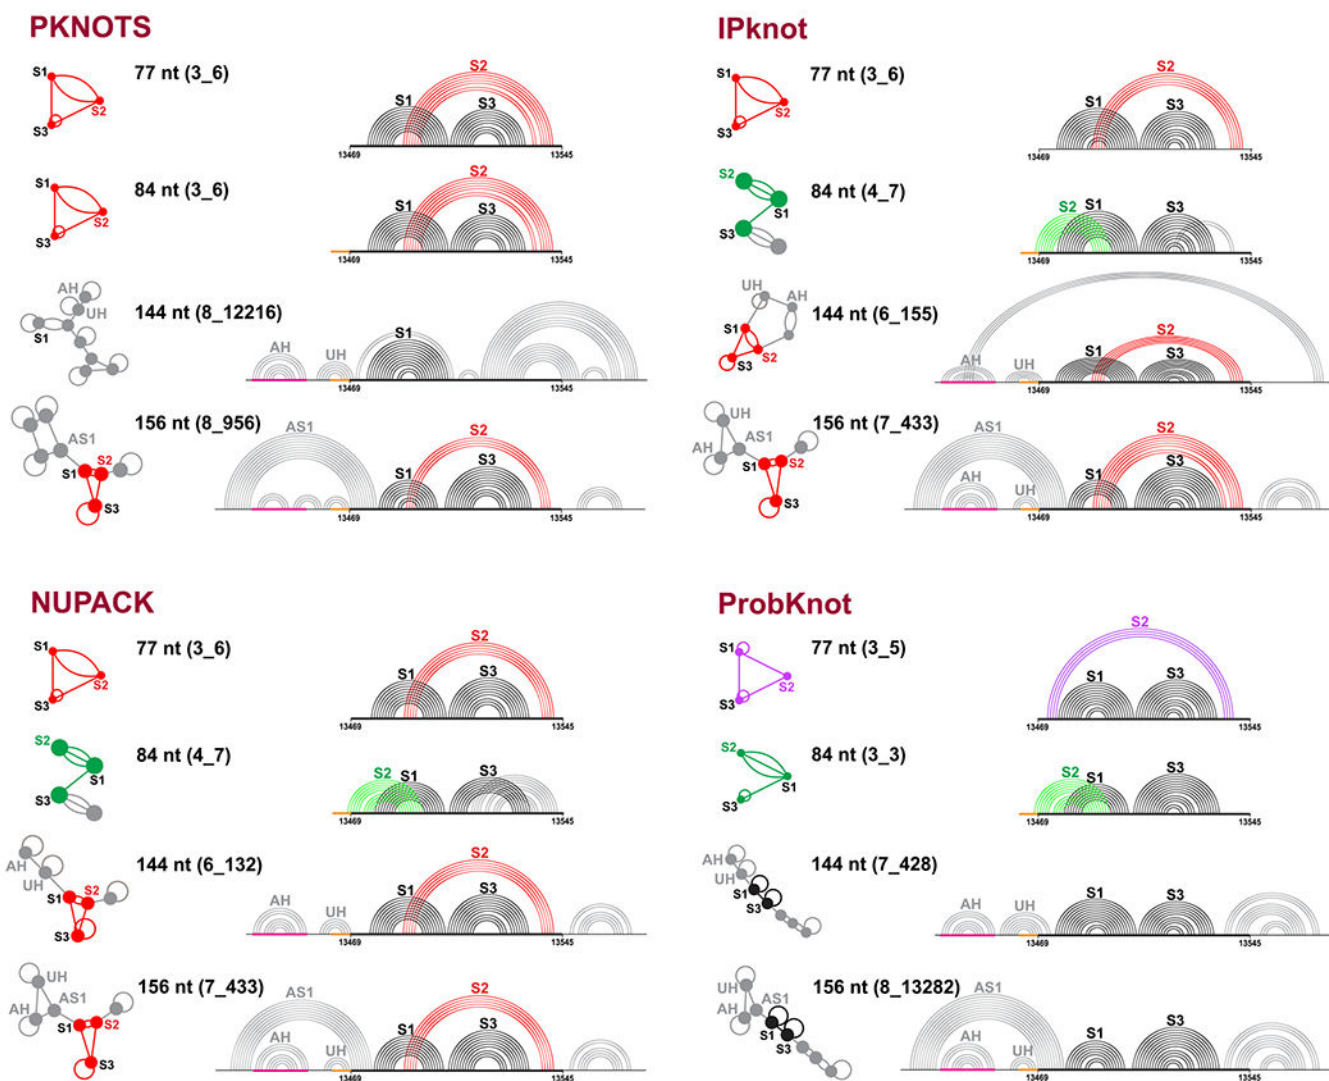 PKNOTS
77 nt (3_6)
S1
S2
S3
S2
S1
S3
13469
13545
84 nt (3_6)
S1
S2
S3
S2
S1
S3
13469
13545
144 nt (8_12216)
AH
UH
S1
AH
UH
S1
13469
13545
156 nt (8_956)
AS1
S1
S2
S3
AS1
S1
S2
S3
13469
13545
IPknot
77 nt (3_6)
S1
S2
S3
S2
S1
S3
13469
13545
84 nt (4_7)
S2
S1
S3
S2
S1
S3
13469
13545
144 nt (6_155)
UH
AH
S1
S2
S3
AH
UH
S1
S2
S3
13469
13545
156 nt (7_433)
UH
AH
AS1
S1
S2
S3
AS1
AH
UH
S1
S2
S3
13469
13545
NUPACK
77 nt (3_6)
S1
S2
S3
S2
S1
S3
13469
13545
84 nt (4_7)
S2
S1
S3
S2
S1
S3
13469
13545
144 nt (6_132)
AH
UH
S1
S2
S3
AH
UH
S1
S2
S3
13469
13545
156 nt (7_433)
UH
AH
AS1
S1
S2
S3
AS1
AH
UH
S1
S2
S3
13469
13545
ProbKnot
77 nt (3_5)
S1
S2
S3
S2
S1
S3
13469
13545
84 nt (3_3)
S2
S1
S3
S2
S1
S3
13469
13545
144 nt (7_428)
AH
UH
S1
S3
AH
UH
S1
S3
13469
13545
156 nt (8_13282)
UH
AH
AS1
S1
S3
AS1
AH
UH
S1
S3
13469
13545